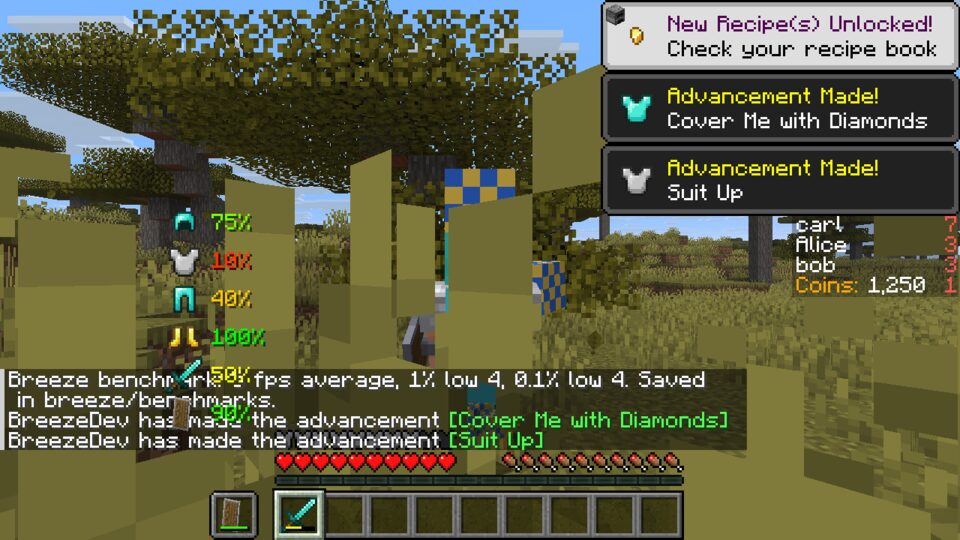 New Recipe(s) Unlocked!
Check your recipe book
Advancement Made!
Cover Me with Diamonds
Advancement Made!
Suit Up
carl 7
Alice 3
bob 3
Coins: 1,250 1
75%
10%
40%
100%
50%
90%
Breeze benchmark: fps average, 1% low 4, 0.1% low 4. Saved
in breeze/benchmarks.
BreezeDev has made the advancement [Cover Me with Diamonds]
BreezeDev has made the advancement [Suit Up]